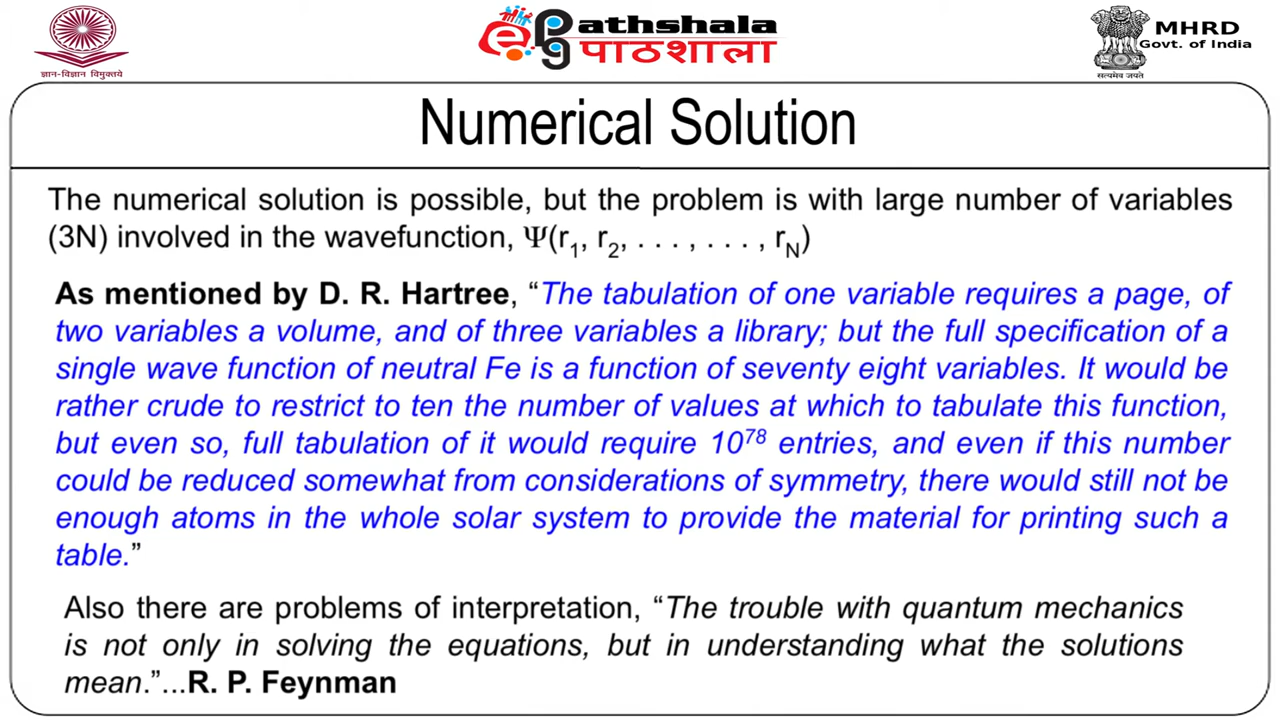 ज्ञान-विज्ञान विमुक्तये
ePG Pathshala
पाठशाला
MHRD
Govt. of India
सत्यमेव जयते
Numerical Solution
The numerical solution is possible, but the problem is with large number of variables
(3N) involved in the wavefunction, Ψ(r₁, r₂, . . . , . . . , r_N)
As mentioned by D. R. Hartree, “The tabulation of one variable requires a page, of
two variables a volume, and of three variables a library; but the full specification of a
single wave function of neutral Fe is a function of seventy eight variables. It would be
rather crude to restrict to ten the number of values at which to tabulate this function,
but even so, full tabulation of it would require 10⁷⁸ entries, and even if this number
could be reduced somewhat from considerations of symmetry, there would still not be
enough atoms in the whole solar system to provide the material for printing such a
table.”
Also there are problems of interpretation, “The trouble with quantum mechanics
is not only in solving the equations, but in understanding what the solutions
mean.”...R. P. Feynman